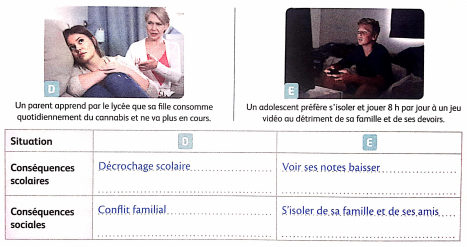 D
E
Un parent apprend par le lycée que sa fille consomme
quotidiennement du cannabis et ne va plus en cours.
Un adolescent préfère s'isoler et jouer 8 h par jour à un jeu
vidéo au détriment de sa famille et de ses devoirs.
Situation D E
Conséquences
scolaires
Décrochage scolaire
Voir ses notes baisser
Conséquences
sociales
Conflit familial
S'isoler de sa famille et de ses amis